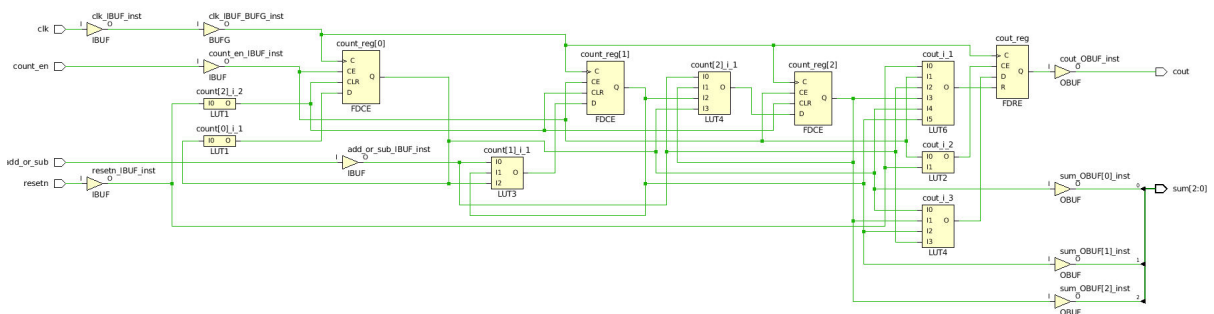 clk
clk_IBUF_inst
I O
IBUF
clk_IBUF_BUFG_inst
I O
BUFG
count_en
count_en_IBUF_inst
I O
IBUF
count[2]_i_2
I0 O
LUT1
count[0]_i_1
I0 O
LUT1
dd_or_sub
add_or_sub_IBUF_inst
I O
IBUF
resetn
resetn_IBUF_inst
I O
IBUF
count_reg[0]
C
CE
CLR
D
Q
FDCE
count[1]_i_1
I0
I1
I2
O
LUT3
count_reg[1]
C
CE
CLR
D
Q
FDCE
count[2]_i_1
I0
I1
I2
I3
O
LUT4
count_reg[2]
C
CE
CLR
D
Q
FDCE
cout_i_1
I0
I1
I2
I3
I4
I5
O
LUT6
cout_i_2
I0
I1
O
LUT2
cout_i_3
I0
I1
I2
I3
O
LUT4
cout_reg
C
CE
D
R
Q
FDRE
cout_OBUF_inst
I O
OBUF
cout
sum_OBUF[0]_inst
I O
OBUF
0
sum[2:0]
sum_OBUF[1]_inst
I O
OBUF
1
sum_OBUF[2]_inst
I O
OBUF
2